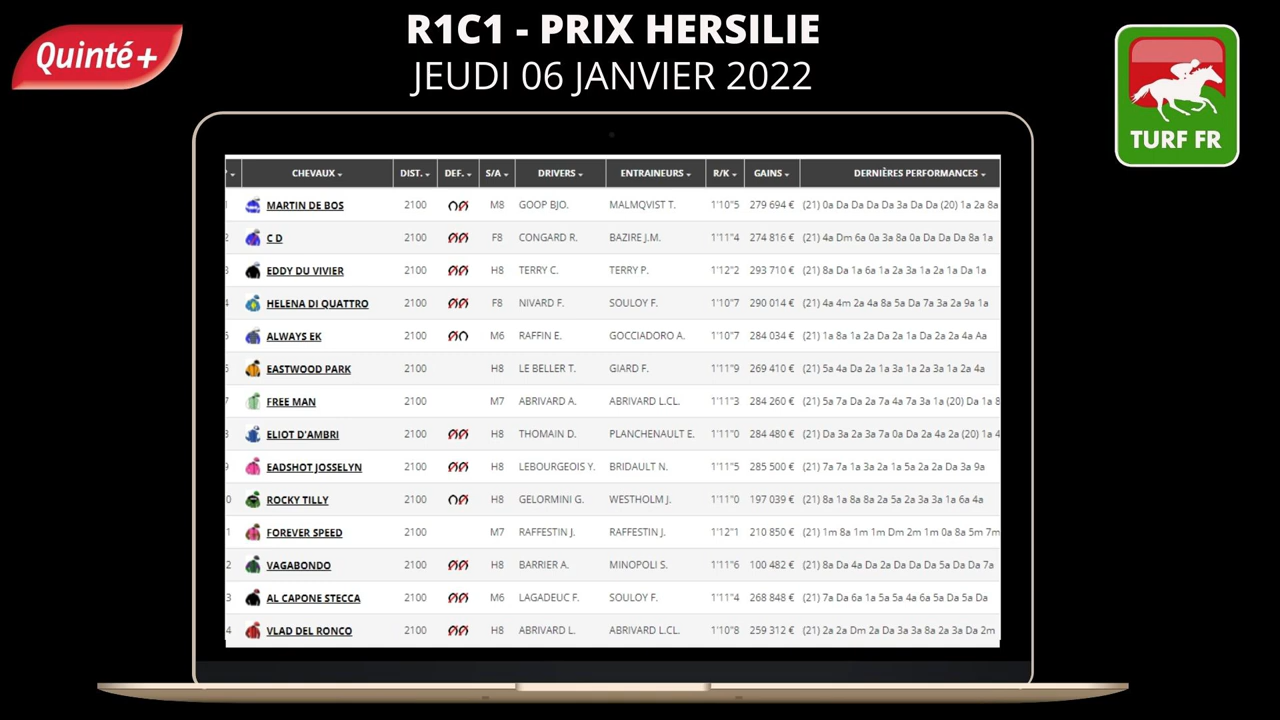 Quinté+
R1C1 - PRIX HERSILIE
JEUDI 06 JANVIER 2022
TURF FR
CHEVAUX DIST. DEF. S/A DRIVERS ENTRAINEURS R/K GAINS DERNIÈRES PERFORMANCES
1 MARTIN DE BOS 2100 M8 GOOP BJO. MALMQVIST T. 1'10"5 279 694 € (21) 0a Da Da Da Da 3a Da Da (20) 1a 2a 8a
2 C D 2100 F8 CONGARD R. BAZIRE J.M. 1'11"4 274 816 € (21) 4a Dm 6a 0a 3a 8a 0a Da Da Da 8a 1a
3 EDDY DU VIVIER 2100 H8 TERRY C. TERRY P. 1'12"2 293 710 € (21) 8a Da 1a 6a 1a 2a 3a 1a 2a 1a Da 1a
4 HELENA DI QUATTRO 2100 F8 NIVARD F. SOULOY F. 1'10"7 290 014 € (21) 4a 4m 2a 4a 8a 5a Da 7a 3a 2a 9a 1a
5 ALWAYS EK 2100 M6 RAFFIN E. GOCCIADORO A. 1'10"7 284 034 € (21) 1a 8a 1a 2a Da 2a 1a Da 2a 2a 4a Aa
6 EASTWOOD PARK 2100 H8 LE BELLER T. GIARD F. 1'11"9 269 410 € (21) 5a 4a Da 2a 1a 3a 1a 2a 3a 1a 2a 4a
7 FREE MAN 2100 M7 ABRIVARD A. ABRIVARD L.CL. 1'11"3 284 260 € (21) 5a 7a Da 2a 7a 4a 7a 3a 1a (20) Da 1a 8
8 ELIOT D'AMBRI 2100 H8 THOMAIN D. PLANCHENAULT E. 1'11"0 284 480 € (21) Da 3a 2a 3a 7a 0a Da 2a 4a 2a (20) 1a 4
9 EADSHOT JOSSELYN 2100 H8 LEBOURGEOIS Y. BRIDAULT N. 1'11"5 285 500 € (21) 7a 7a 1a 3a 2a 1a 5a 2a 2a Da 3a 9a
0 ROCKY TILLY 2100 H8 GELORMINI G. WESTHOLM J. 1'11"0 197 039 € (21) 8a 1a 8a 8a 2a 5a 2a 3a 3a 1a 6a 4a
1 FOREVER SPEED 2100 M7 RAFFESTIN J. RAFFESTIN J. 1'12"1 210 850 € (21) 1m 8a 1m 1m Dm 2m 1m 0a 8a 5m 7m
2 VAGABONDO 2100 H8 BARRIER A. MINOPOLI S. 1'11"6 100 482 € (21) 8a Da 4a Da 2a Da Da Da 5a Da Da 7a
3 AL CAPONE STECCA 2100 M6 LAGADEUC F. SOULOY F. 1'11"4 268 848 € (21) 7a Da 6a 1a 5a 5a 4a 6a 5a Da 5a Da
4 VLAD DEL RONCO 2100 H8 ABRIVARD L. ABRIVARD L.CL. 1'10"8 259 312 € (21) 2a 2a Dm 2a Da 3a 3a 8a 2a 3a Da 2m